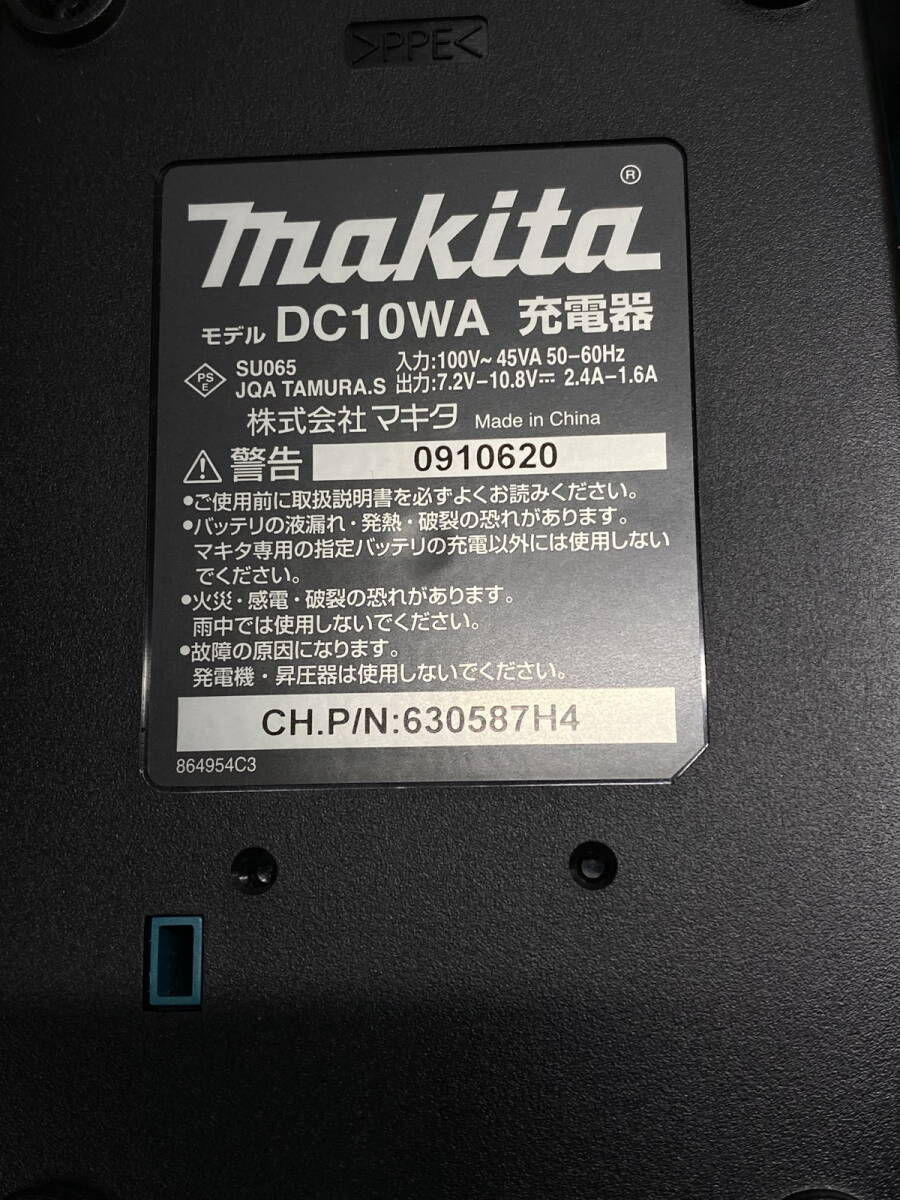 >PPE<
makita®
モデル DC10WA 充電器
PS E SU065 入力:100V~ 45VA 50-60Hz
JQA TAMURA.S 出力:7.2V-10.8V⎓ 2.4A-1.6A
株式会社マキタ Made in China
⚠警告 0910620
•ご使用前に取扱説明書を必ずよくお読みください。
•バッテリの液漏れ・発熱・破裂の恐れがあります。
マキタ専用の指定バッテリの充電以外には使用しない
でください。
•火災・感電・破裂の恐れがあります。
雨中では使用しないでください。
•故障の原因になります。
発電機・昇圧器は使用しないでください。
CH.P/N:630587H4
864954C3